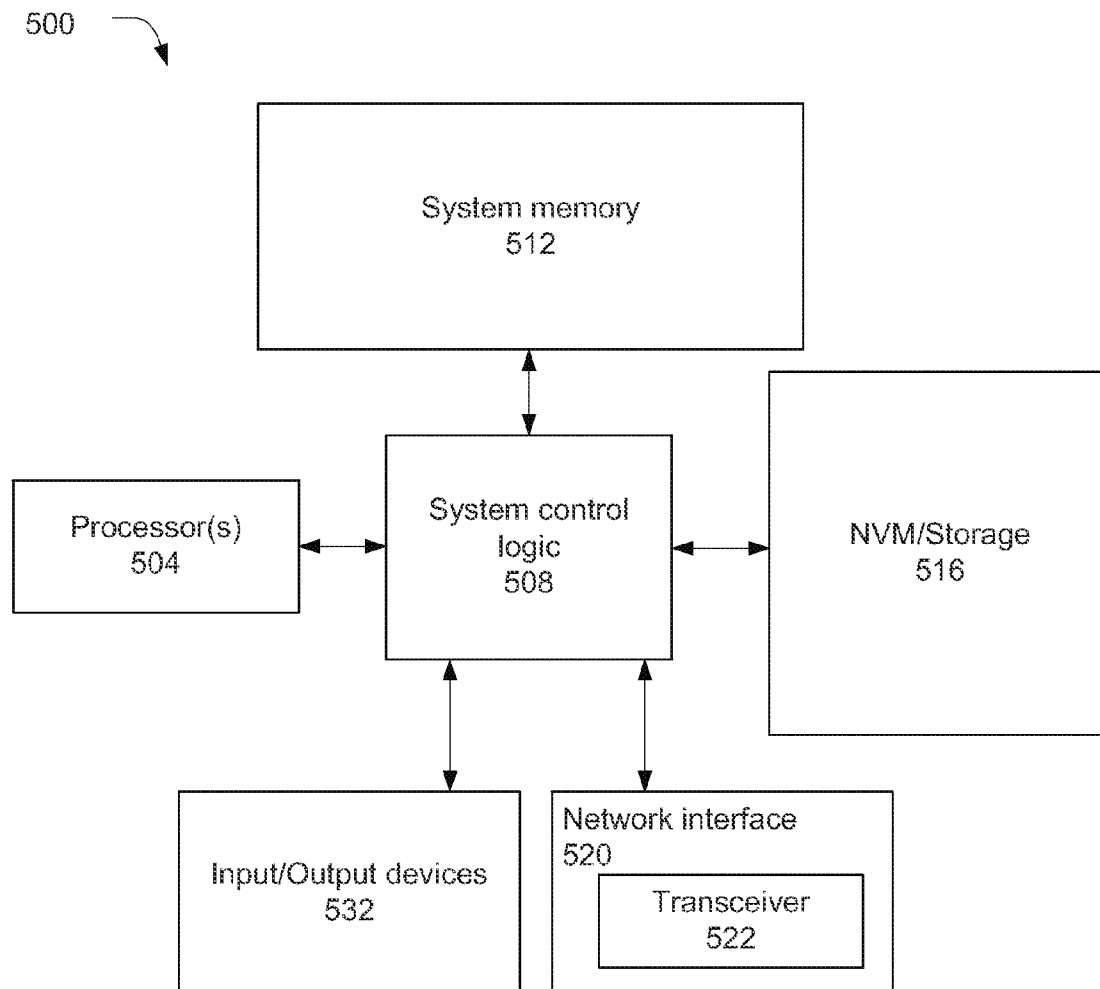 500
System memory
512
Processor(s)
504
System control
logic
508
NVM/Storage
516
Input/Output devices
532
Network interface
520
Transceiver
522